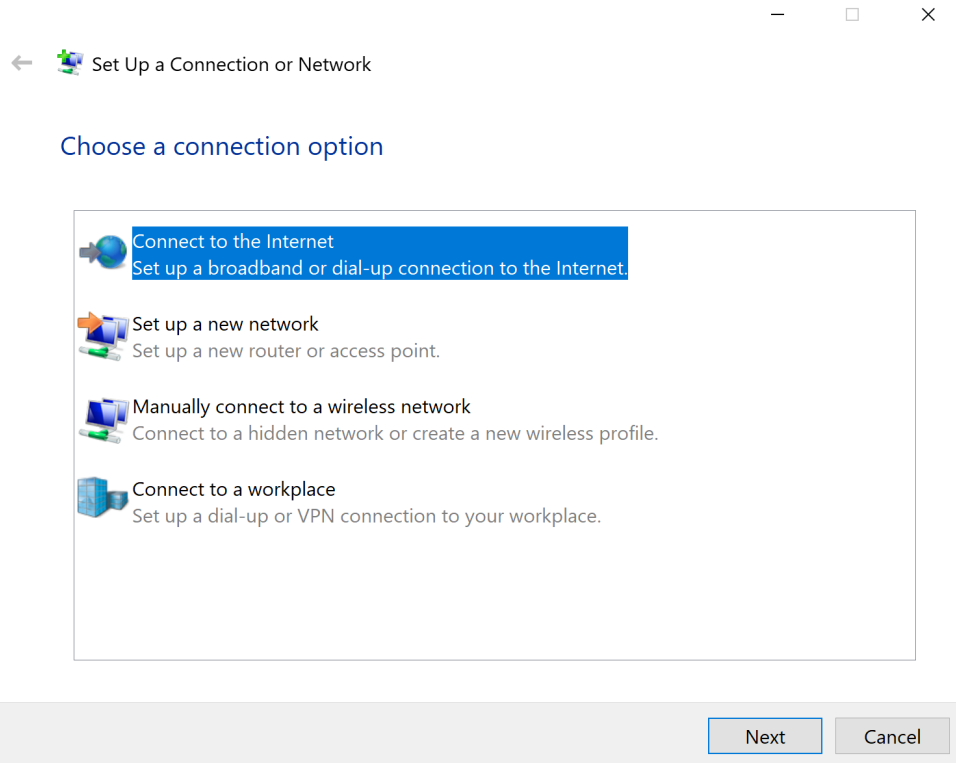 Set Up a Connection or Network
Choose a connection option
Connect to the Internet
Set up a broadband or dial-up connection to the Internet.
Set up a new network
Set up a new router or access point.
Manually connect to a wireless network
Connect to a hidden network or create a new wireless profile.
Connect to a workplace
Set up a dial-up or VPN connection to your workplace.
Next
Cancel